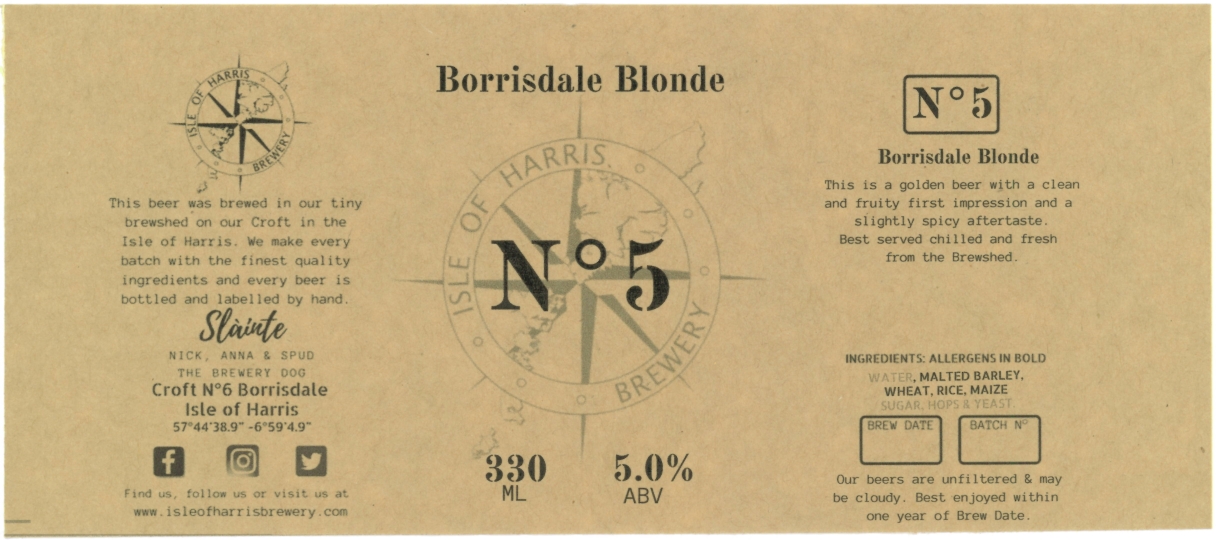 ISLE OF HARRIS
BREWERY
This beer was brewed in our tiny
brewshed on our Croft in the
Isle of Harris. We make every
batch with the finest quality
ingredients and every beer is
bottled and labelled by hand.
Slàinte
NICK, ANNA & SPUD
THE BREWERY DOG
Croft N°6 Borrisdale
Isle of Harris
57°44'38.9" -6°59'4.9"
Find us, follow us or visit us at
www.isleofharrisbrewery.com
Borrisdale Blonde
ISLE OF HARRIS
BREWERY
N°5
330
ML
5.0%
ABV
N°5
Borrisdale Blonde
This is a golden beer with a clean
and fruity first impression and a
slightly spicy aftertaste.
Best served chilled and fresh
from the Brewshed.
INGREDIENTS: ALLERGENS IN BOLD
WATER, MALTED BARLEY,
WHEAT, RICE, MAIZE
SUGAR, HOPS & YEAST
BREW DATE
BATCH N°
Our beers are unfiltered & may
be cloudy. Best enjoyed within
one year of Brew Date.